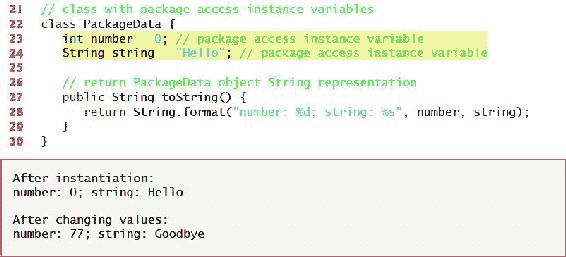 21 // class with package access instance variables
22 class PackageData {
23 int number 0; // package access instance variable
24 String string "Hello"; // package access instance variable
25
26 // return PackageData object String representation
27 public String toString() {
28 return String.format("number: %d; string: %s", number, string);
29 }
30 }
After instantiation:
number: 0; string: Hello
After changing values:
number: 77; string: Goodbye